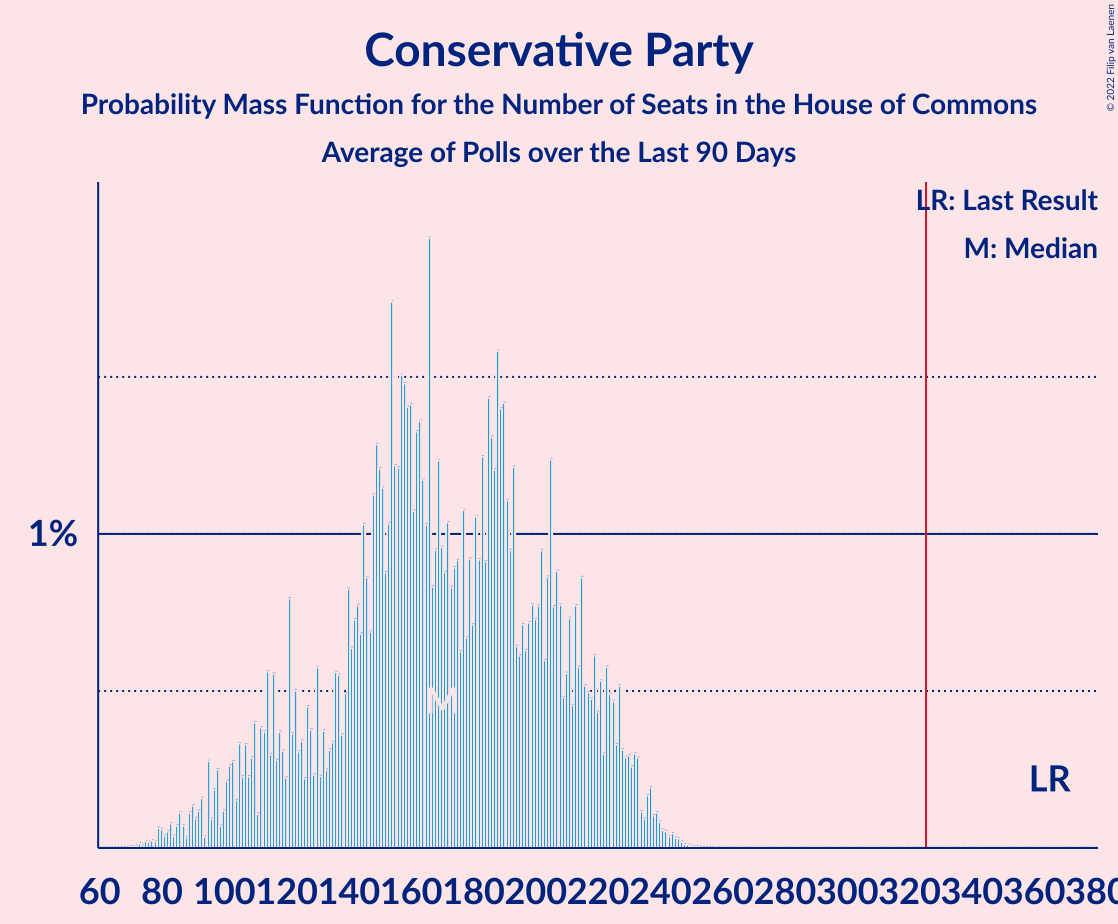 Conservative Party
Probability Mass Function for the Number of Seats in the House of Commons
Average of Polls over the Last 90 Days
© 2022 Filip van Laenen
LR: Last Result
M: Median
1%
M
LR
60 80 100 120 140 160 180 200 220 240 260 280 300 320 340 360 380